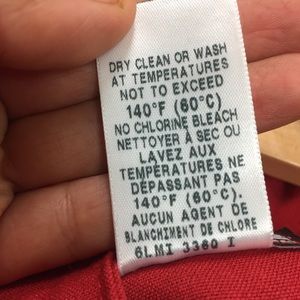 DRY CLEAN OR WASH
AT TEMPERATURES
NOT TO EXCEED
140°F (60°C)
NO CHLORINE BLEACH
NETTOYER À SEC OU
LAVEZ AUX
TEMPÉRATURES NE
DÉPASSANT PAS
140°F (60°C).
AUCUN AGENT DE
BLANCHIMENT DE CHLORE
6LMI 3360 I